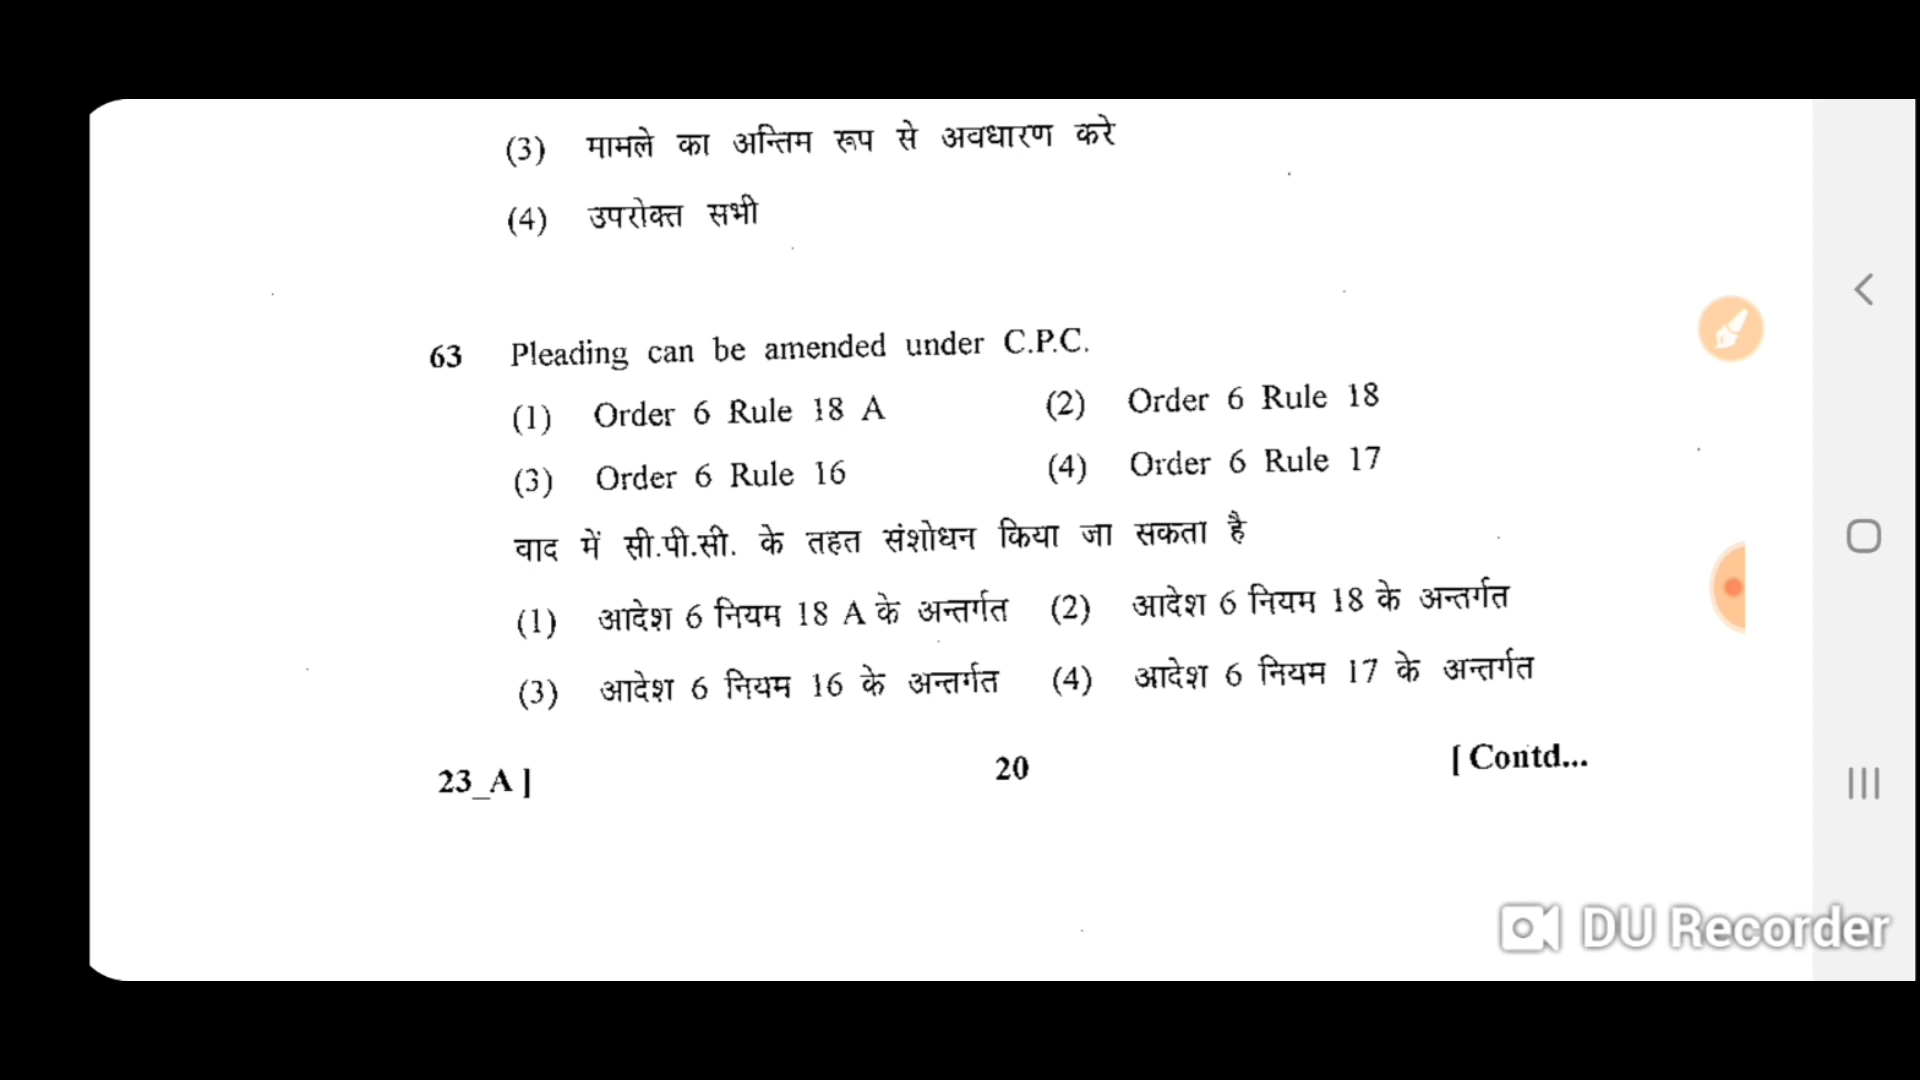 (3) मामले का अन्तिम रूप से अवधारण करे
(4) उपरोक्त सभी
63 Pleading can be amended under C.P.C.
(1) Order 6 Rule 18 A (2) Order 6 Rule 18
(3) Order 6 Rule 16 (4) Order 6 Rule 17
वाद में सी.पी.सी. के तहत संशोधन किया जा सकता है
(1) आदेश 6 नियम 18 A के अन्तर्गत (2) आदेश 6 नियम 18 के अन्तर्गत
(3) आदेश 6 नियम 16 के अन्तर्गत (4) आदेश 6 नियम 17 के अन्तर्गत
23_A ] 20 [ Contd...
DU Recorder